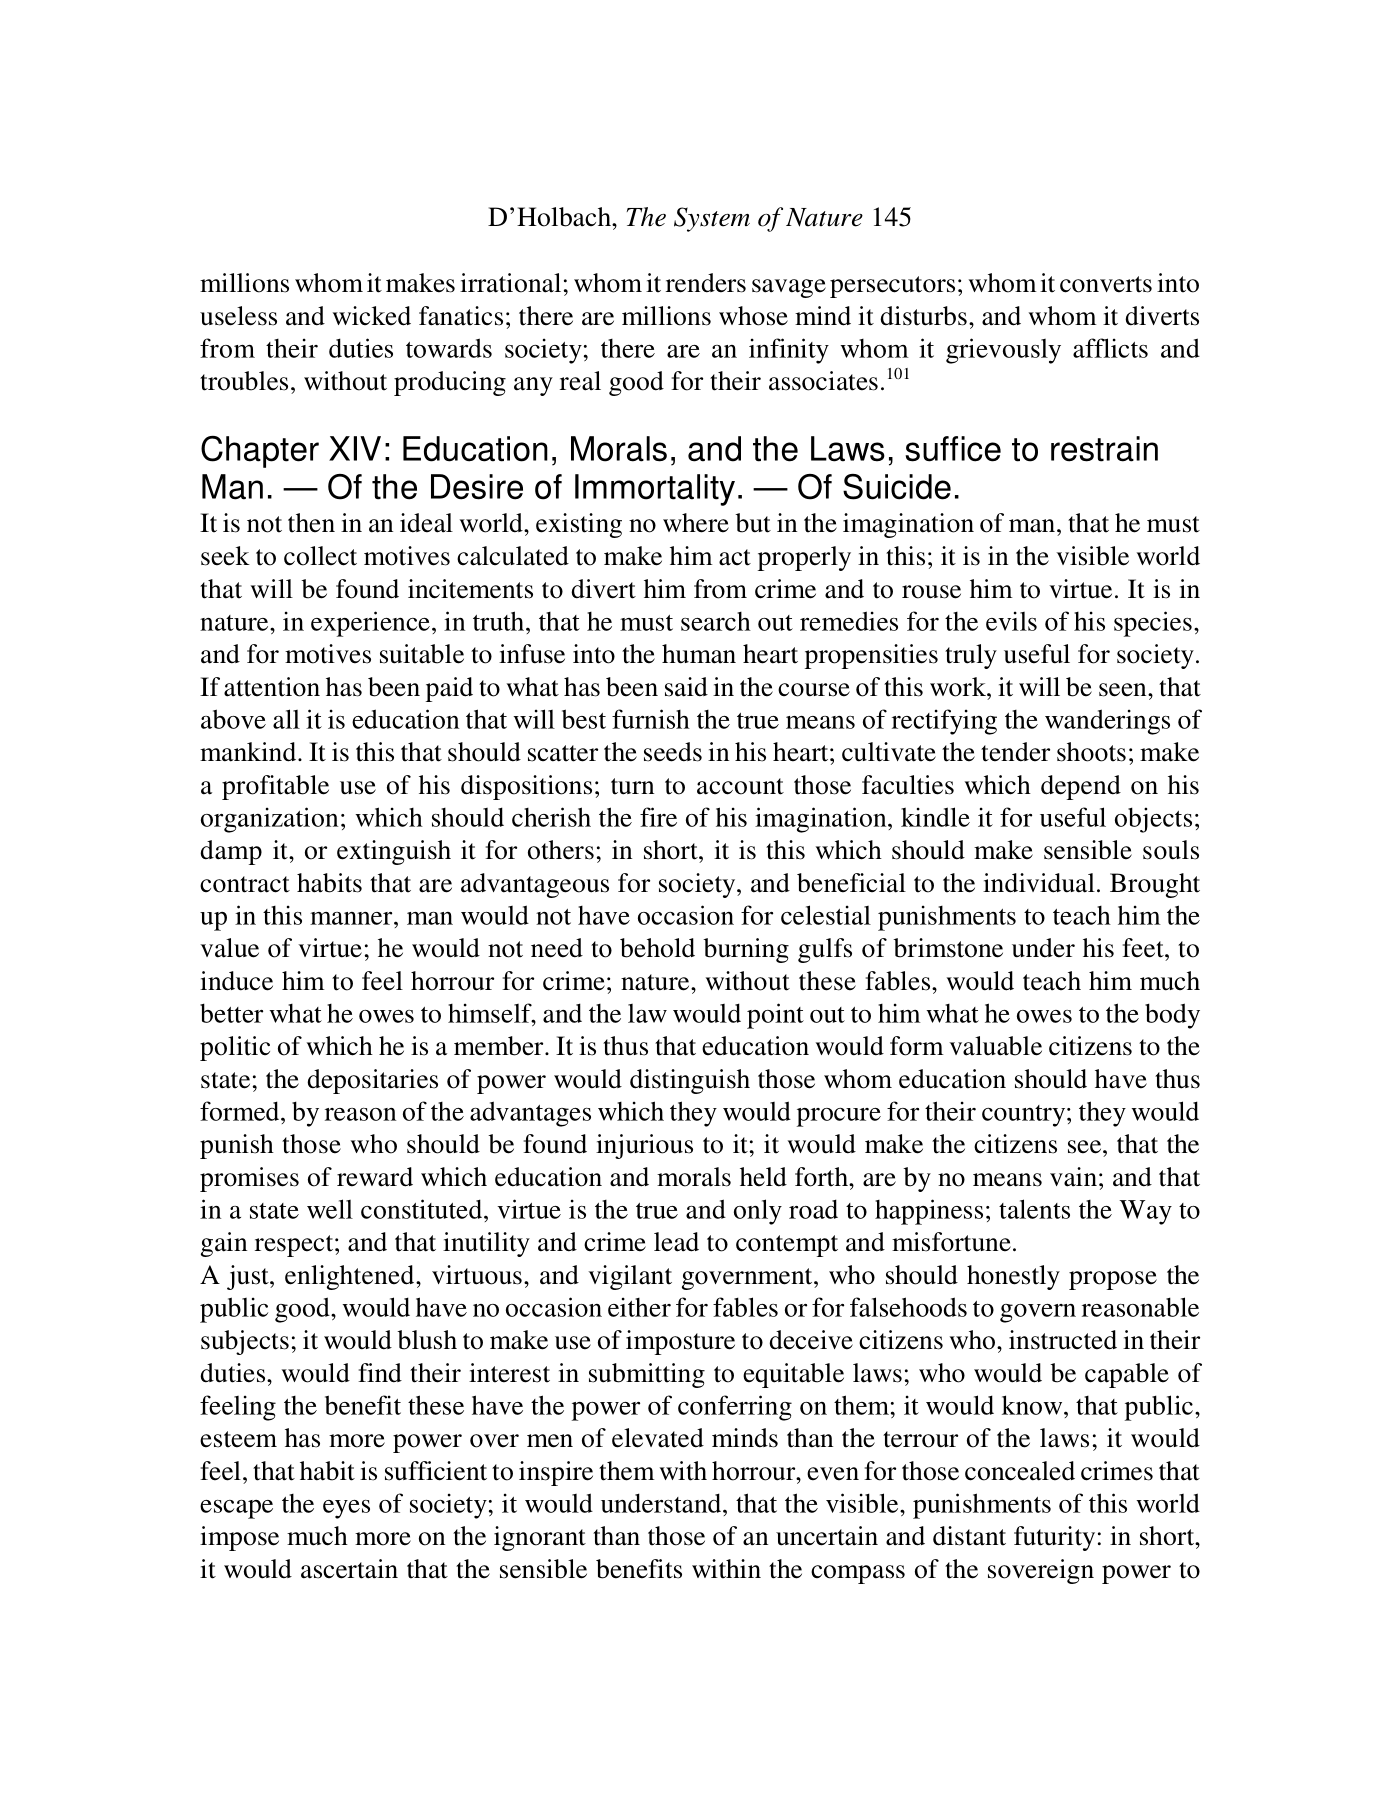 D’Holbach, The System of Nature 145
millions whom it makes irrational; whom it renders savage persecutors; whom it converts into
useless and wicked fanatics; there are millions whose mind it disturbs, and whom it diverts
from their duties towards society; there are an infinity whom it grievously afflicts and
troubles, without producing any real good for their associates.101
Chapter XIV: Education, Morals, and the Laws, suffice to restrain
Man. — Of the Desire of Immortality. — Of Suicide.
It is not then in an ideal world, existing no where but in the imagination of man, that he must
seek to collect motives calculated to make him act properly in this; it is in the visible world
that will be found incitements to divert him from crime and to rouse him to virtue. It is in
nature, in experience, in truth, that he must search out remedies for the evils of his species,
and for motives suitable to infuse into the human heart propensities truly useful for society.
If attention has been paid to what has been said in the course of this work, it will be seen, that
above all it is education that will best furnish the true means of rectifying the wanderings of
mankind. It is this that should scatter the seeds in his heart; cultivate the tender shoots; make
a profitable use of his dispositions; turn to account those faculties which depend on his
organization; which should cherish the fire of his imagination, kindle it for useful objects;
damp it, or extinguish it for others; in short, it is this which should make sensible souls
contract habits that are advantageous for society, and beneficial to the individual. Brought
up in this manner, man would not have occasion for celestial punishments to teach him the
value of virtue; he would not need to behold burning gulfs of brimstone under his feet, to
induce him to feel horrour for crime; nature, without these fables, would teach him much
better what he owes to himself, and the law would point out to him what he owes to the body
politic of which he is a member. It is thus that education would form valuable citizens to the
state; the depositaries of power would distinguish those whom education should have thus
formed, by reason of the advantages which they would procure for their country; they would
punish those who should be found injurious to it; it would make the citizens see, that the
promises of reward which education and morals held forth, are by no means vain; and that
in a state well constituted, virtue is the true and only road to happiness; talents the Way to
gain respect; and that inutility and crime lead to contempt and misfortune.
A just, enlightened, virtuous, and vigilant government, who should honestly propose the
public good, would have no occasion either for fables or for falsehoods to govern reasonable
subjects; it would blush to make use of imposture to deceive citizens who, instructed in their
duties, would find their interest in submitting to equitable laws; who would be capable of
feeling the benefit these have the power of conferring on them; it would know, that public,
esteem has more power over men of elevated minds than the terrour of the laws; it would
feel, that habit is sufficient to inspire them with horrour, even for those concealed crimes that
escape the eyes of society; it would understand, that the visible, punishments of this world
impose much more on the ignorant than those of an uncertain and distant futurity: in short,
it would ascertain that the sensible benefits within the compass of the sovereign power to